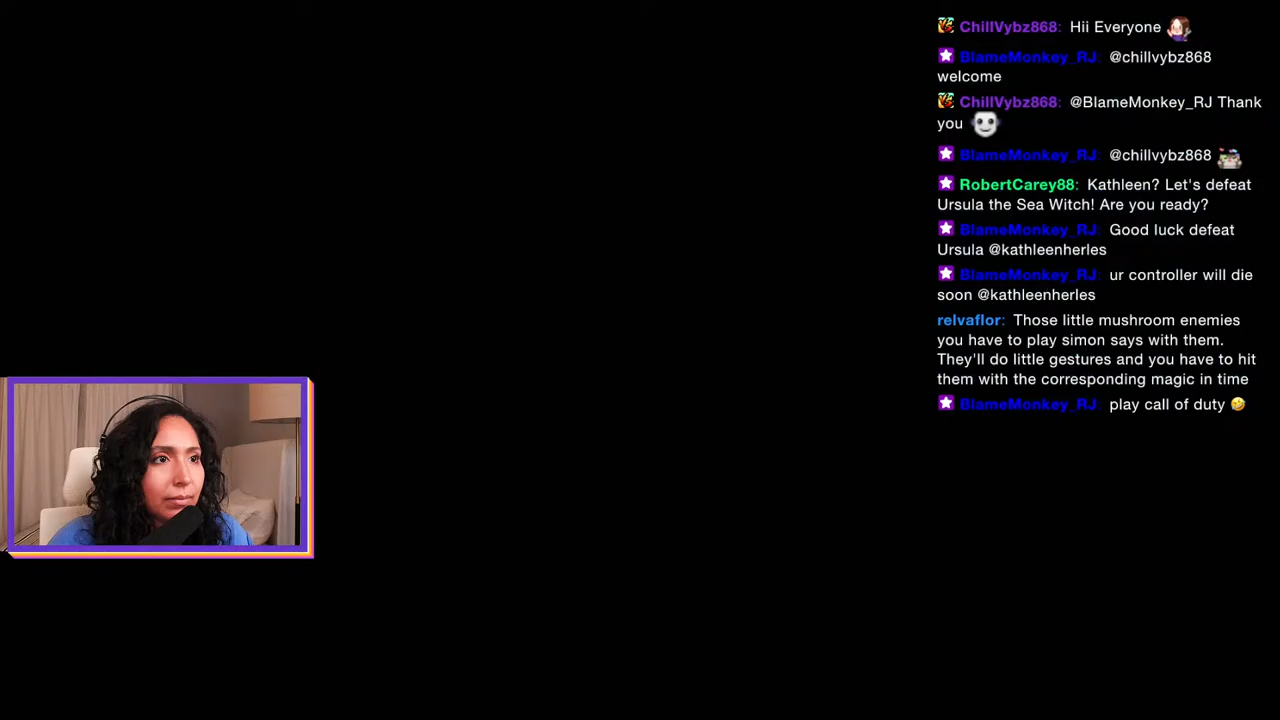 ChillVybz868: Hii Everyone
BlameMonkey_RJ: @chillvybz868
welcome
ChillVybz868: @BlameMonkey_RJ Thank
you
BlameMonkey_RJ: @chillvybz868
RobertCarey88: Kathleen? Let's defeat
Ursula the Sea Witch! Are you ready?
BlameMonkey_RJ: Good luck defeat
Ursula @kathleenherles
BlameMonkey_RJ: ur controller will die
soon @kathleenherles
relvaflor: Those little mushroom enemies
you have to play simon says with them.
They'll do little gestures and you have to hit
them with the corresponding magic in time
BlameMonkey_RJ: play call of duty 🤣